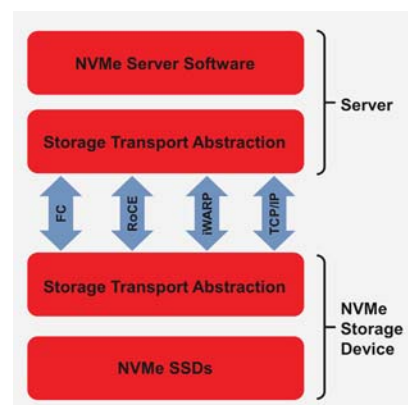 NVMe Server Software
Server
Storage Transport Abstraction
FC
RoCE
iWARP
TCP/IP
Storage Transport Abstraction
NVMe
Storage
Device
NVMe SSDs